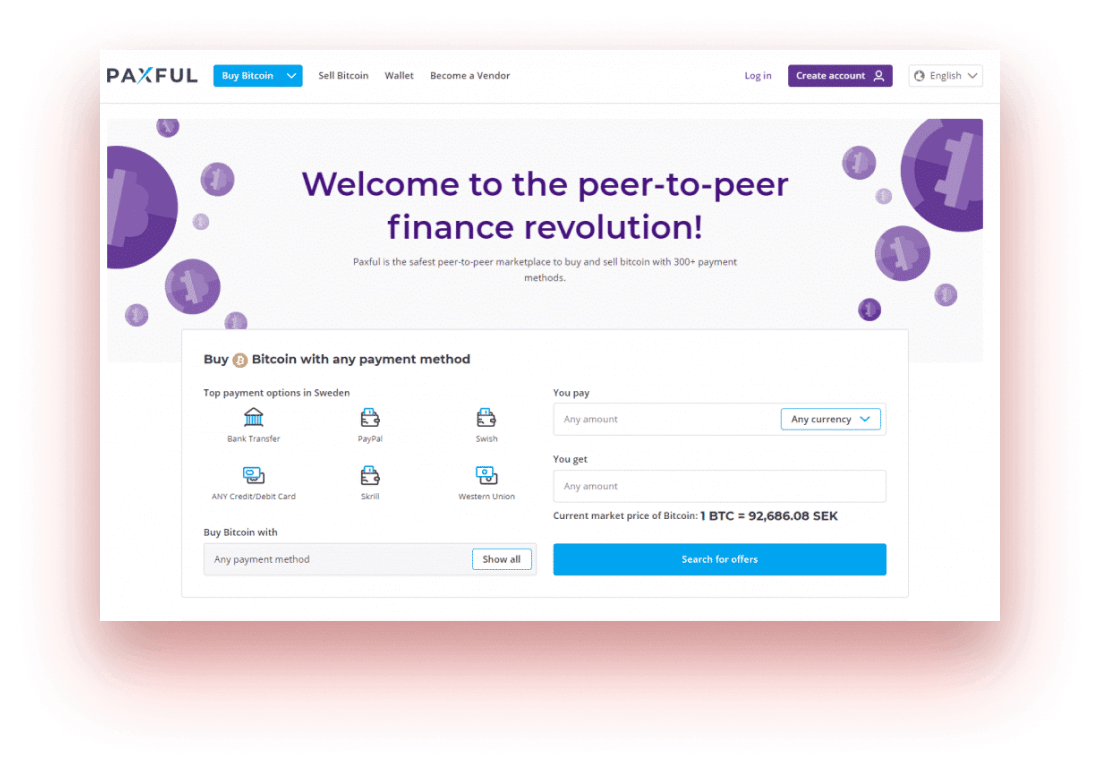 PAXFUL Buy Bitcoin Sell Bitcoin Wallet Become a Vendor Log in Create account English
Welcome to the peer-to-peer
finance revolution!
Paxful is the safest peer-to-peer marketplace to buy and sell bitcoin with 300+ payment
methods.
Buy Bitcoin with any payment method
Top payment options in Sweden
Bank Transfer PayPal Swish
ANY Credit/Debit Card Skrill Western Union
Buy Bitcoin with
Any payment method Show all
You pay
Any amount Any currency
You get
Any amount
Current market price of Bitcoin: 1 BTC = 92,686.08 SEK
Search for offers